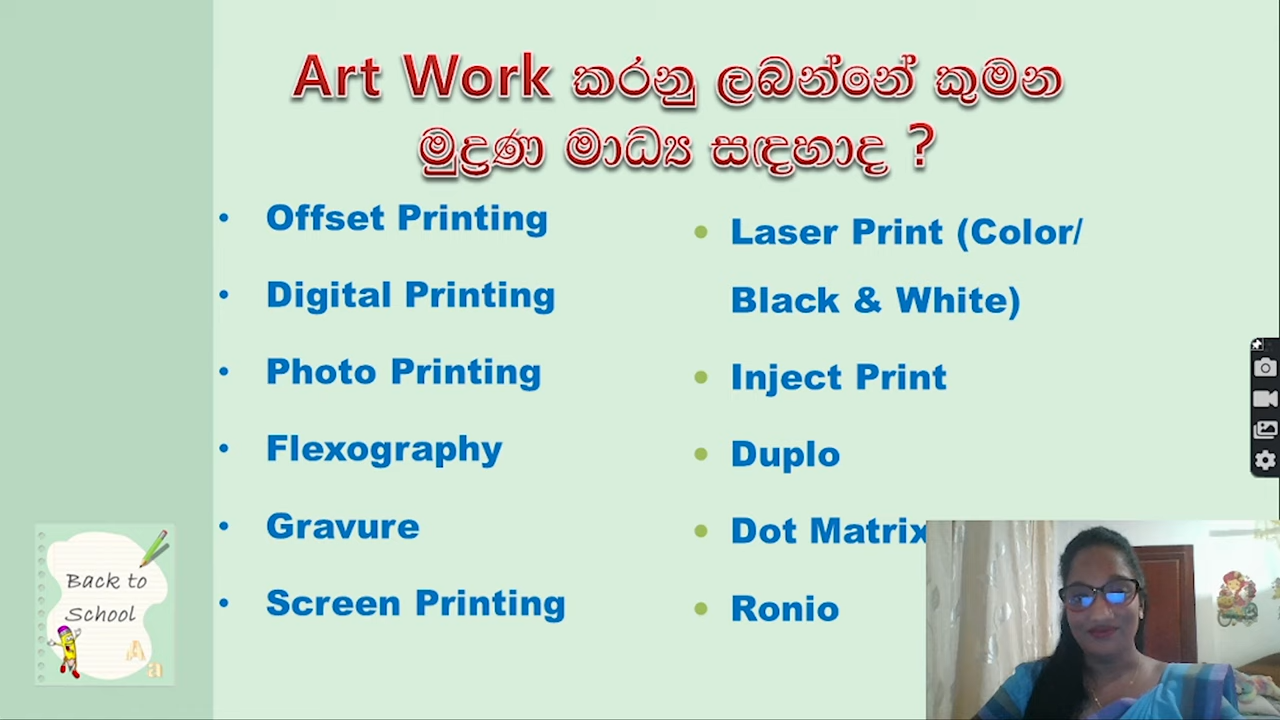 Art Work කරනු ලබන්නේ කුමන
මුද්‍රණ මාධ්‍ය සඳහාද ?
• Offset Printing
• Digital Printing
• Photo Printing
• Flexography
• Gravure
• Screen Printing
• Laser Print (Color/
Black & White)
• Inject Print
• Duplo
• Dot Matrix
• Ronio
Back to
School
A
a